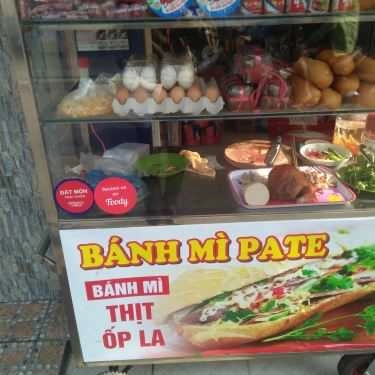 ĐẶT MÓN
Foody
BÁNH MÌ PATE
BÁNH MÌ
THỊT
ỐP LA